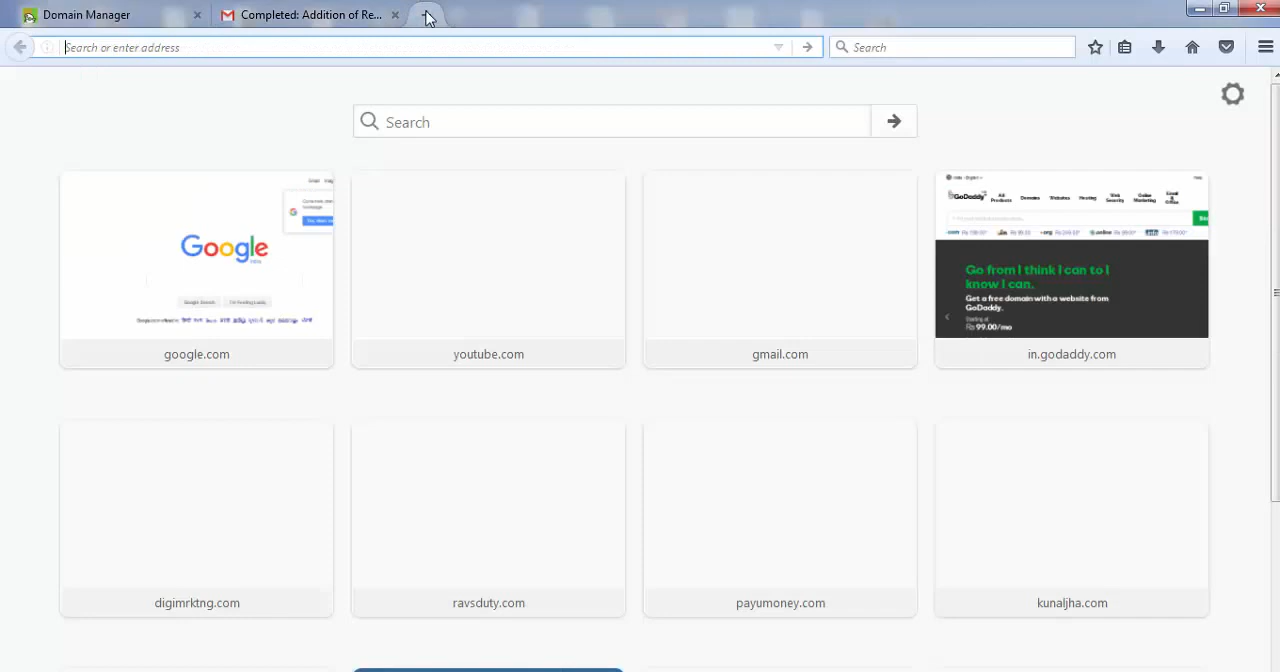 Domain Manager
Completed: Addition of Re...
Search or enter address
Search
Search
Google
google.com
youtube.com
gmail.com
GoDaddy
Go from I think I can to I
know I can.
Get a free domain with a website from
GoDaddy.
Starting at
Rs 99.00/mo
in.godaddy.com
digimrktng.com
ravsduty.com
payumoney.com
kunaljha.com